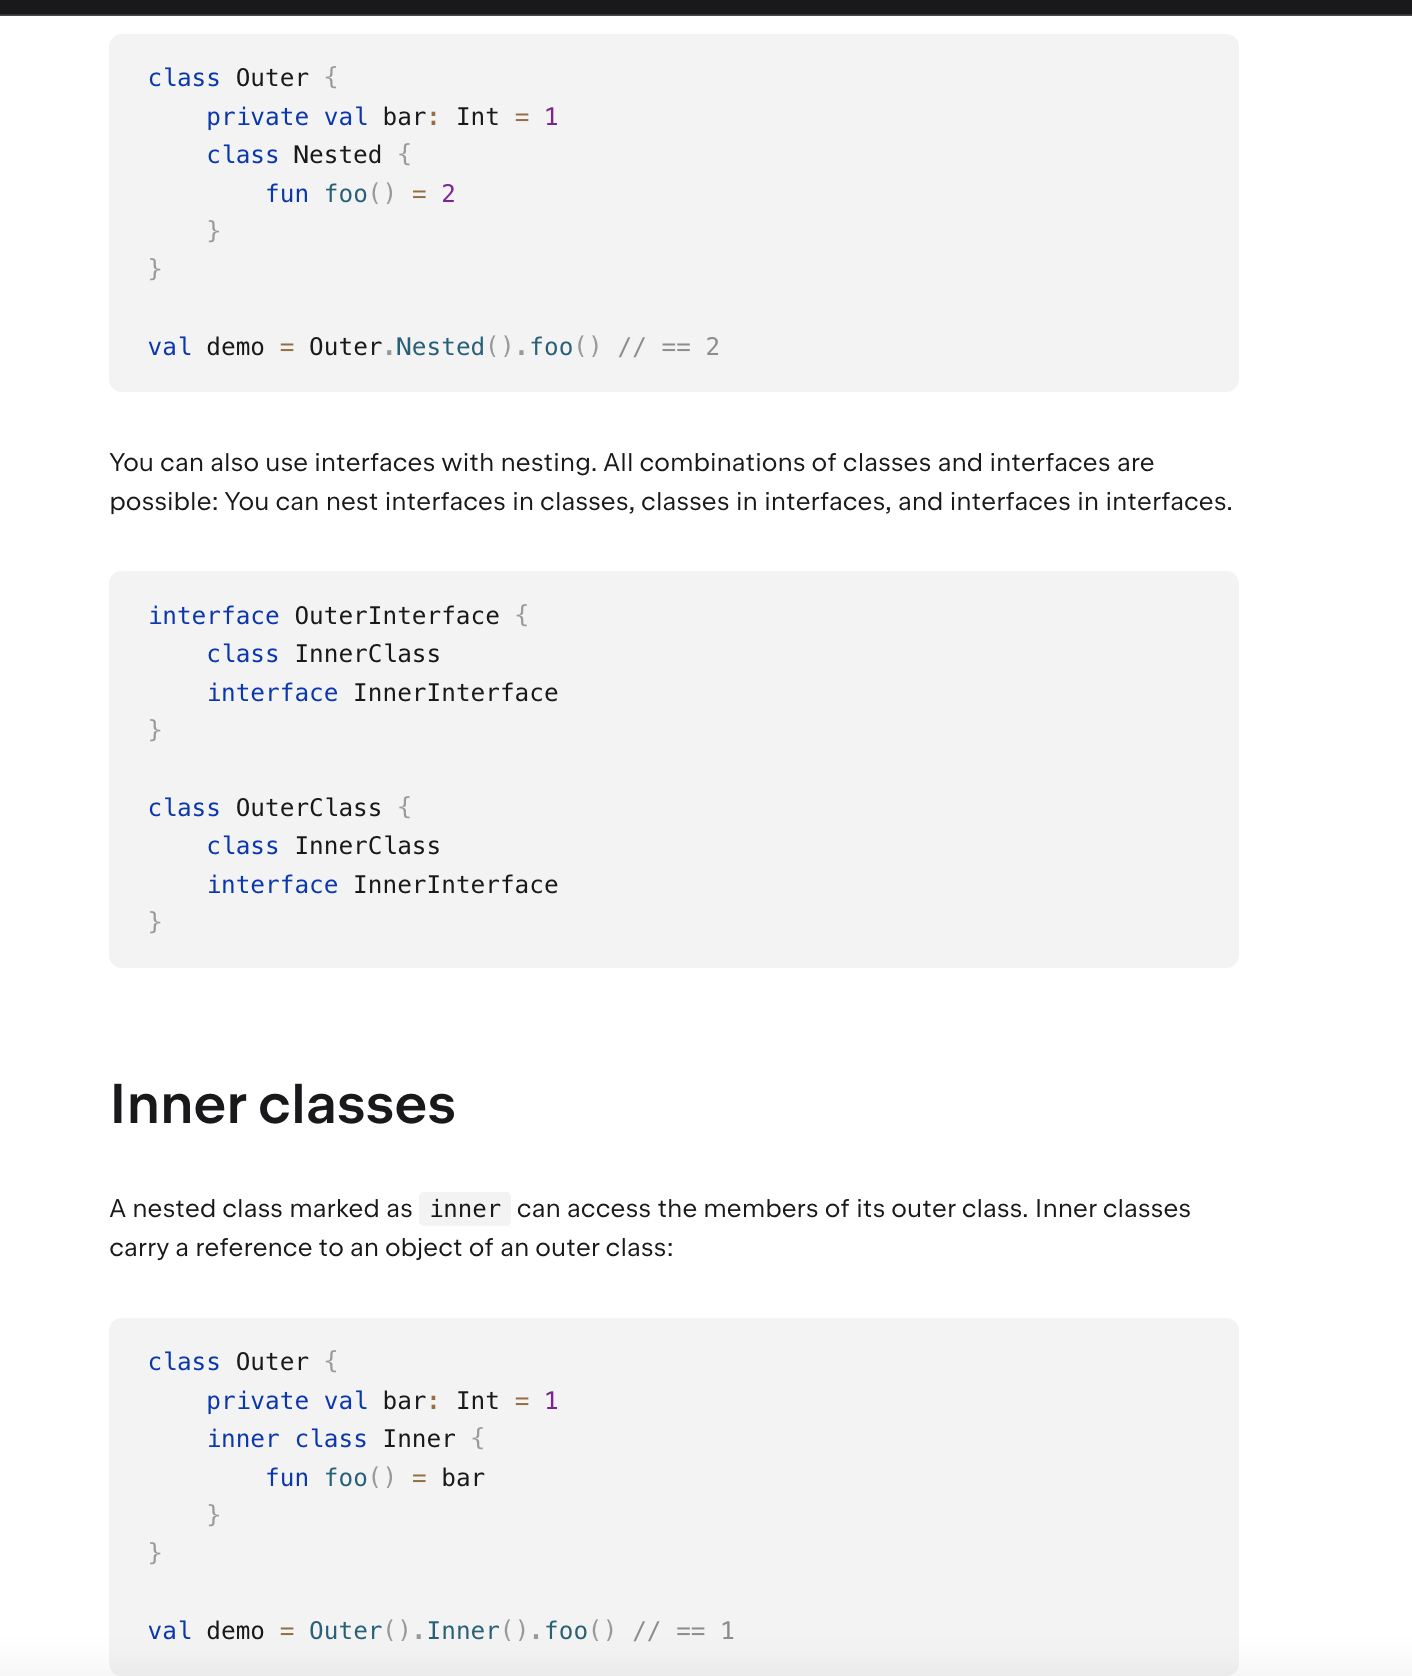 class Outer {
    private val bar: Int = 1
    class Nested {
        fun foo() = 2
    }
}
val demo = Outer.Nested().foo() // == 2
You can also use interfaces with nesting. All combinations of classes and interfaces are
possible: You can nest interfaces in classes, classes in interfaces, and interfaces in interfaces.
interface OuterInterface {
    class InnerClass
    interface InnerInterface
}
class OuterClass {
    class InnerClass
    interface InnerInterface
}
Inner classes
A nested class marked as inner can access the members of its outer class. Inner classes
carry a reference to an object of an outer class:
class Outer {
    private val bar: Int = 1
    inner class Inner {
        fun foo() = bar
    }
}
val demo = Outer().Inner().foo() // == 1